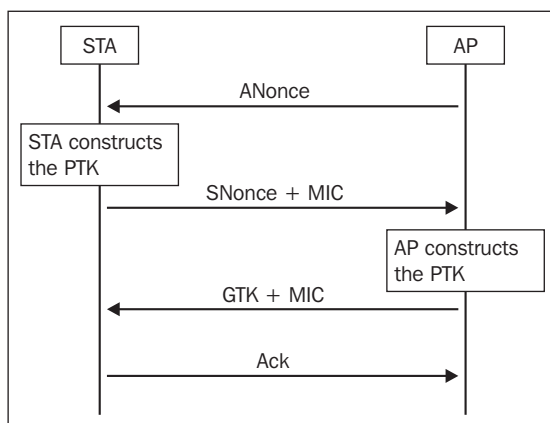 STA
AP
ANonce
STA constructs
the PTK
SNonce + MIC
AP constructs
the PTK
GTK + MIC
Ack